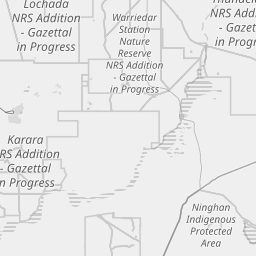 Lochada
NRS Addition
- Gazettal
in Progress
Warriedar
Station
Nature
Reserve
NRS Addition
- Gazettal
in Progress
NRS Addition
- Gazettal
in Progress
Karara
NRS Addition
- Gazettal
in Progress
Ninghan
Indigenous
Protected
Area